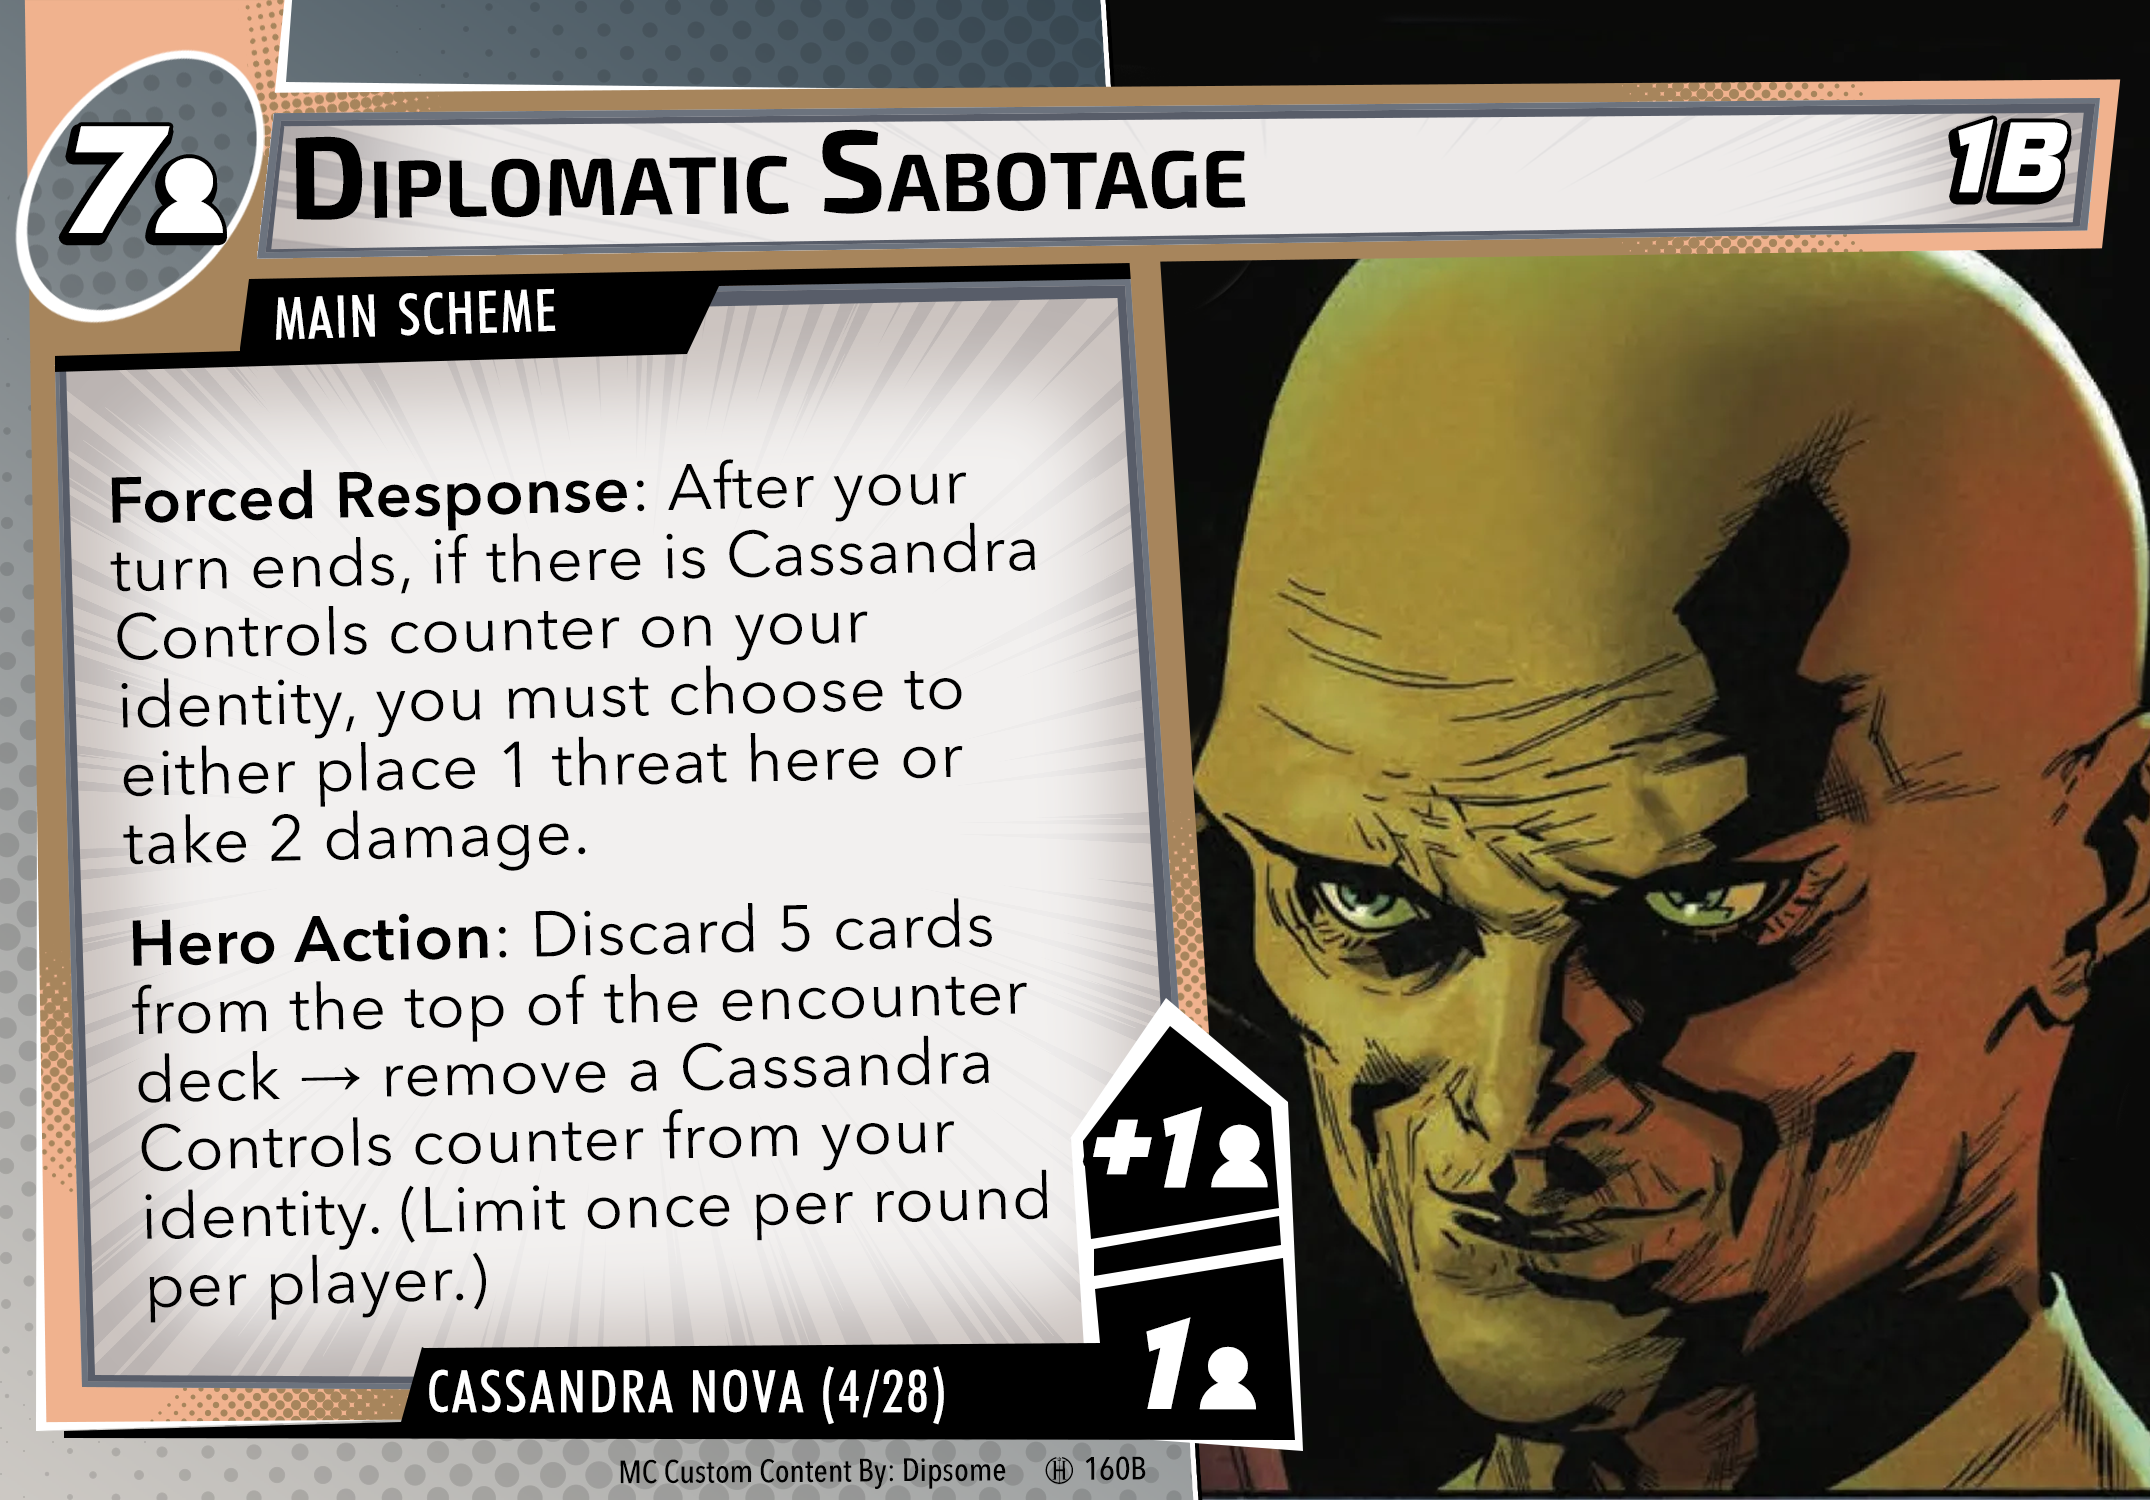 7
DIPLOMATIC SABOTAGE
1B
MAIN SCHEME
Forced Response: After your
turn ends, if there is Cassandra
Controls counter on your
identity, you must choose to
either place 1 threat here or
take 2 damage.
Hero Action: Discard 5 cards
from the top of the encounter
deck → remove a Cassandra
Controls counter from your
identity. (Limit once per round
per player.)
+1
1
CASSANDRA NOVA (4/28)
MC Custom Content By: Dipsome H 160B